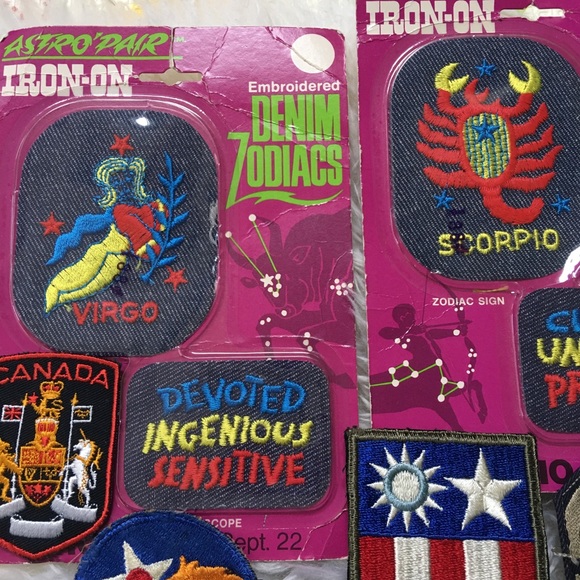 ASTRO'PAIR
IRON-ON
Embroidered
DENIM
ZODIACS
VIRGO
DEVOTED
INGENIOUS
SENSITIVE
SCOPE
Sept. 22
CANADA
IRON-ON
SCORPIO
ZODIAC SIGN